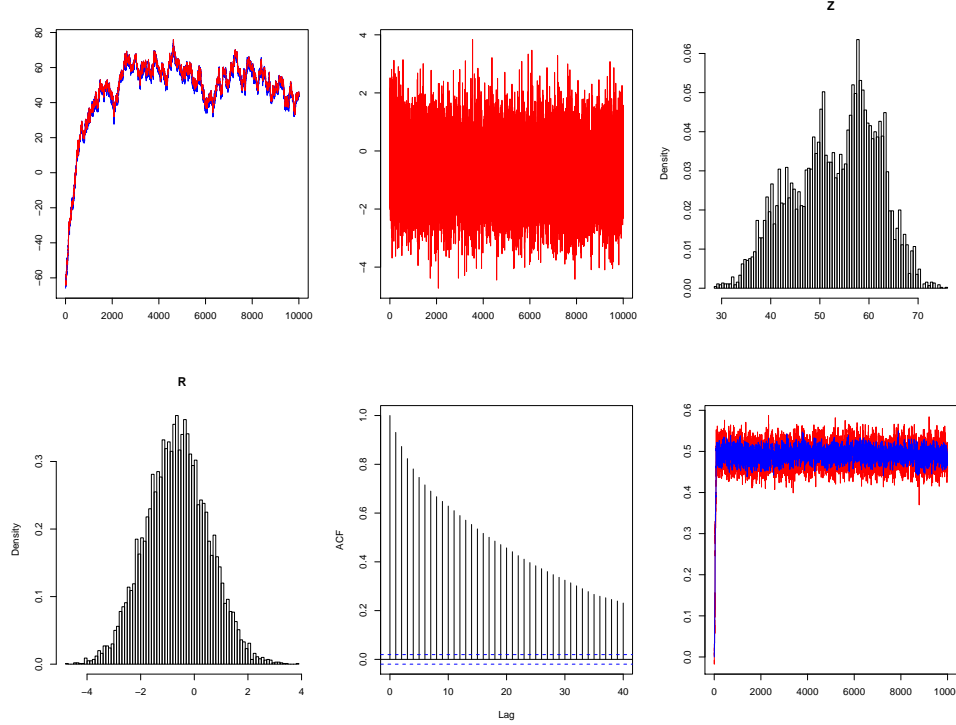 −60 −40 −20 0 20 40 60 80
0 2000 4000 6000 8000 10000
−4 −2 0 2 4
0 2000 4000 6000 8000 10000
Z
Density
0.00 0.01 0.02 0.03 0.04 0.05 0.06
30 40 50 60 70
R
Density
0.0 0.1 0.2 0.3
−4 −2 0 2 4
ACF
0.0 0.2 0.4 0.6 0.8 1.0
0 10 20 30 40
Lag
0.0 0.1 0.2 0.3 0.4 0.5 0.6
0 2000 4000 6000 8000 1000